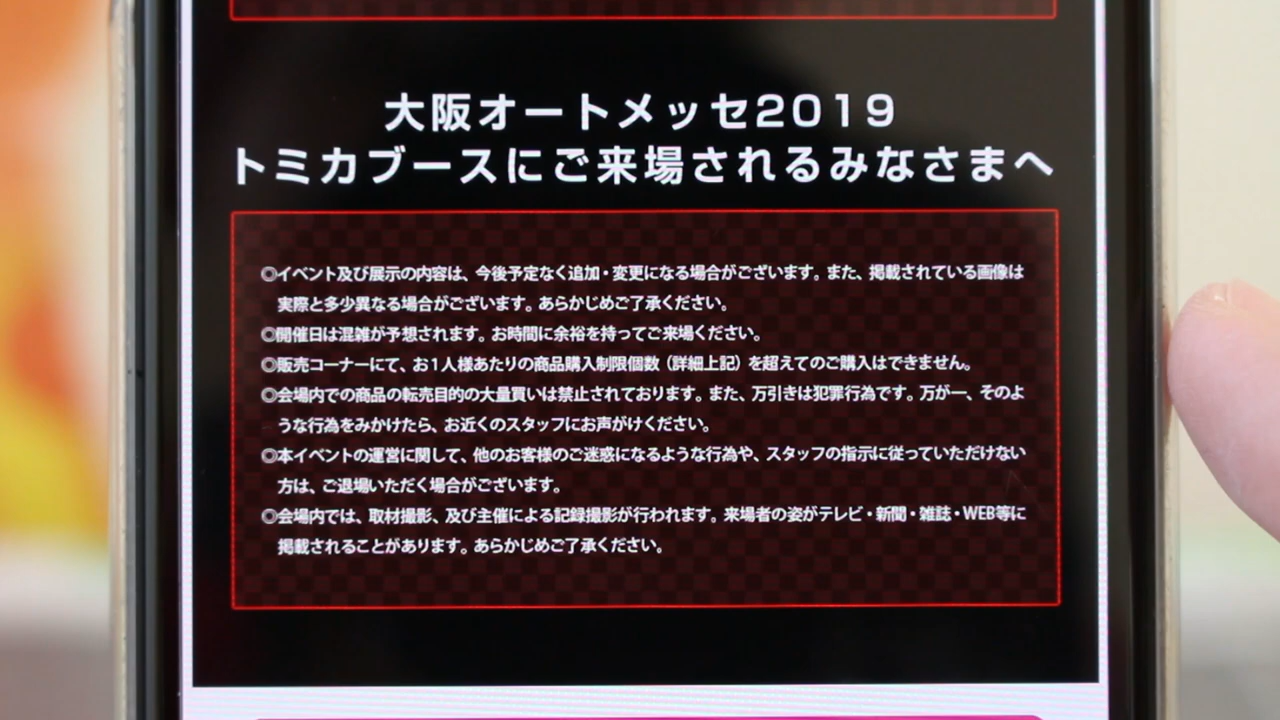 大阪オートメッセ2019
トミカブースにご来場されるみなさまへ
◎イベント及び展示の内容は、今後予定なく追加・変更になる場合がございます。また、掲載されている画像は
実際と多少異なる場合がございます。あらかじめご了承ください。
◎開催日は混雑が予想されます。お時間に余裕を持ってご来場ください。
◎販売コーナーにて、お1人様あたりの商品購入制限個数（詳細上記）を超えてのご購入はできません。
◎会場内での商品の転売目的の大量買いは禁止されております。また、万引きは犯罪行為です。万が一、そのよ
うな行為をみかけたら、お近くのスタッフにお声がけください。
◎本イベントの運営に関して、他のお客様のご迷惑になるような行為や、スタッフの指示に従っていただけない
方は、ご退場いただく場合がございます。
◎会場内では、取材撮影、及び主催による記録撮影が行われます。来場者の姿がテレビ・新聞・雑誌・WEB等に
掲載されることがあります。あらかじめご了承ください。